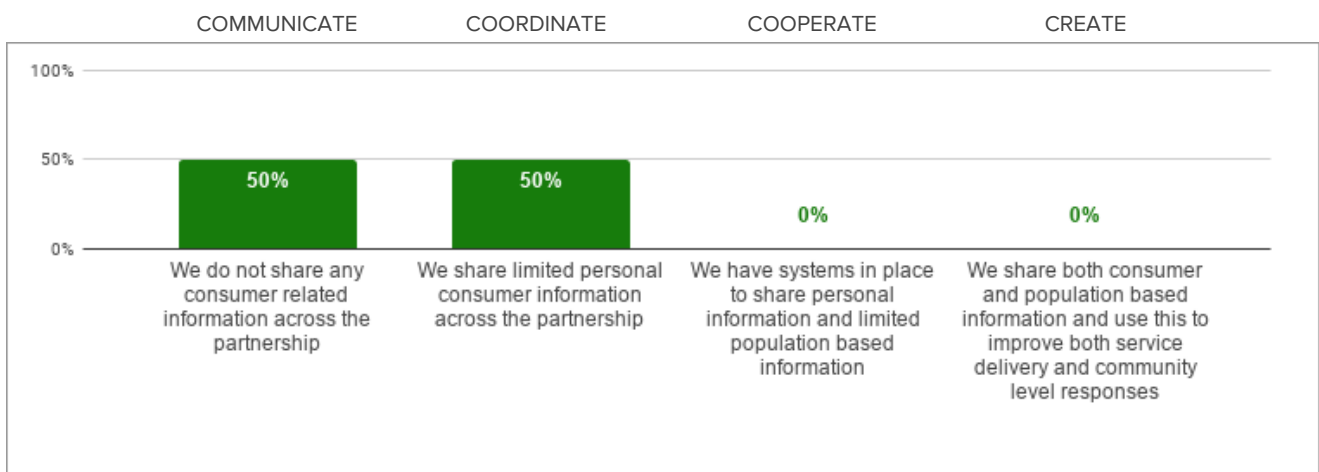 COMMUNICATE COORDINATE COOPERATE CREATE
100%
50%
50% 50%
0% 0%
0%
We do not share any
consumer related
information across the
partnership
We share limited personal
consumer information
across the partnership
We have systems in place
to share personal
information and limited
population based
information
We share both consumer
and population based
information and use this to
improve both service
delivery and community
level responses